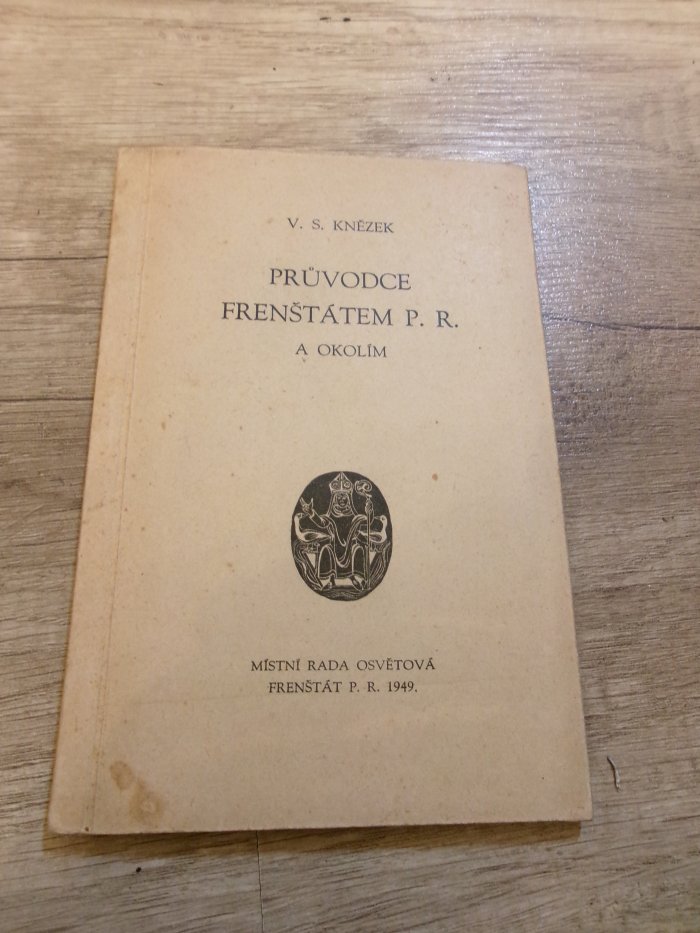 V. S. KNĚZEK
PRŮVODCE
FRENŠTÁTEM P. R.
A OKOLÍM
MÍSTNÍ RADA OSVĚTOVÁ
FRENŠTÁT P. R. 1949.